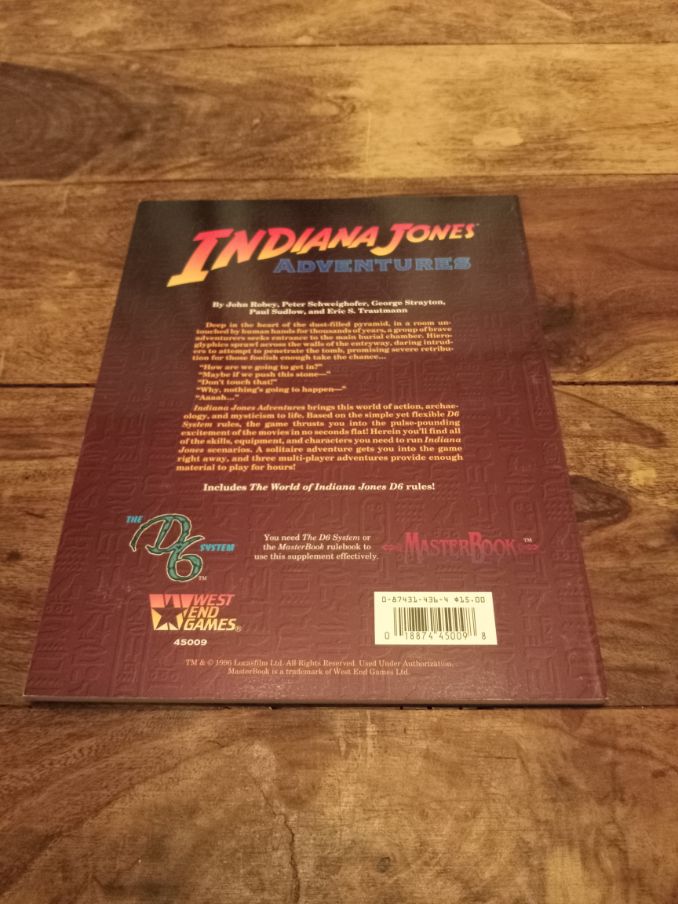 INDIANA JONES™
ADVENTURES
By John Robey, Peter Schweighofer, George Strayton,
Paul Sudlow, and Eric S. Trautmann
Deep in the heart of the dust-filled pyramid, in a room un-
touched by human hands for thousands of years, a group of brave
adventurers seeks entrance to the main burial chamber. Hiero-
glyphics sprawl across the walls of the entryway, daring intrud-
ers to attempt to penetrate the tomb, promising severe retribu-
tion for those foolish enough take the chance...
"How are we going to get in?"
"Maybe if we push this stone—"
"Don't touch that!"
"Why, nothing's going to happen—"
"Aaaah..."
Indiana Jones Adventures brings this world of action, archae-
ology, and mysticism to life. Based on the simple yet flexible D6
System rules, the game thrusts you into the pulse-pounding
excitement of the movies in no seconds flat! Herein you'll find all
of the skills, equipment, and characters you need to run Indiana
Jones scenarios. A solitaire adventure gets you into the game
right away, and three multi-player adventures provide enough
material to play for hours!
Includes The World of Indiana Jones D6 rules!
THE D6 SYSTEM™
You need The D6 System or
the MasterBook rulebook to
use this supplement effectively.
MASTERBOOK™
WEST
END
GAMES®
45009
0-87431-436-4 $15.00
0 18874 45009 8
TM & © 1996 Lucasfilm Ltd. All Rights Reserved. Used Under Authorization.
MasterBook is a trademark of West End Games Ltd.